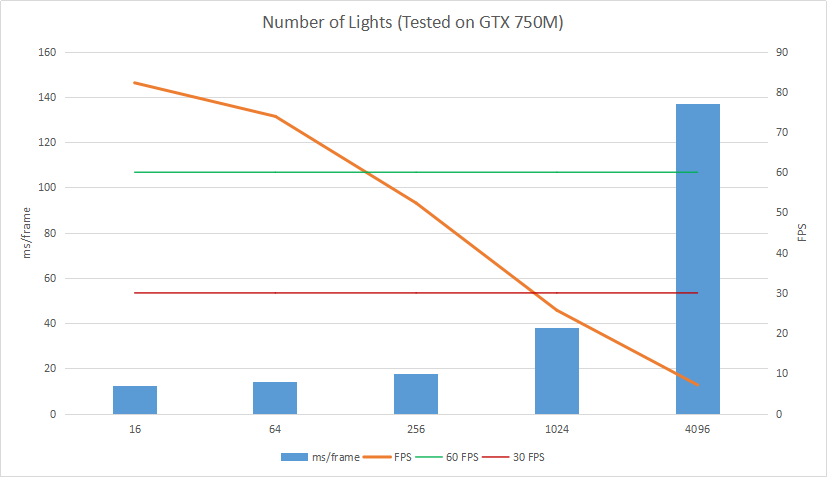 Number of Lights (Tested on GTX 750M)
160 90
140 80
120 70
100 60
80 50
60 40
40 30
20 20
0 10
0
ms/frame
FPS
16 64 256 1024 4096
ms/frame FPS 60 FPS 30 FPS